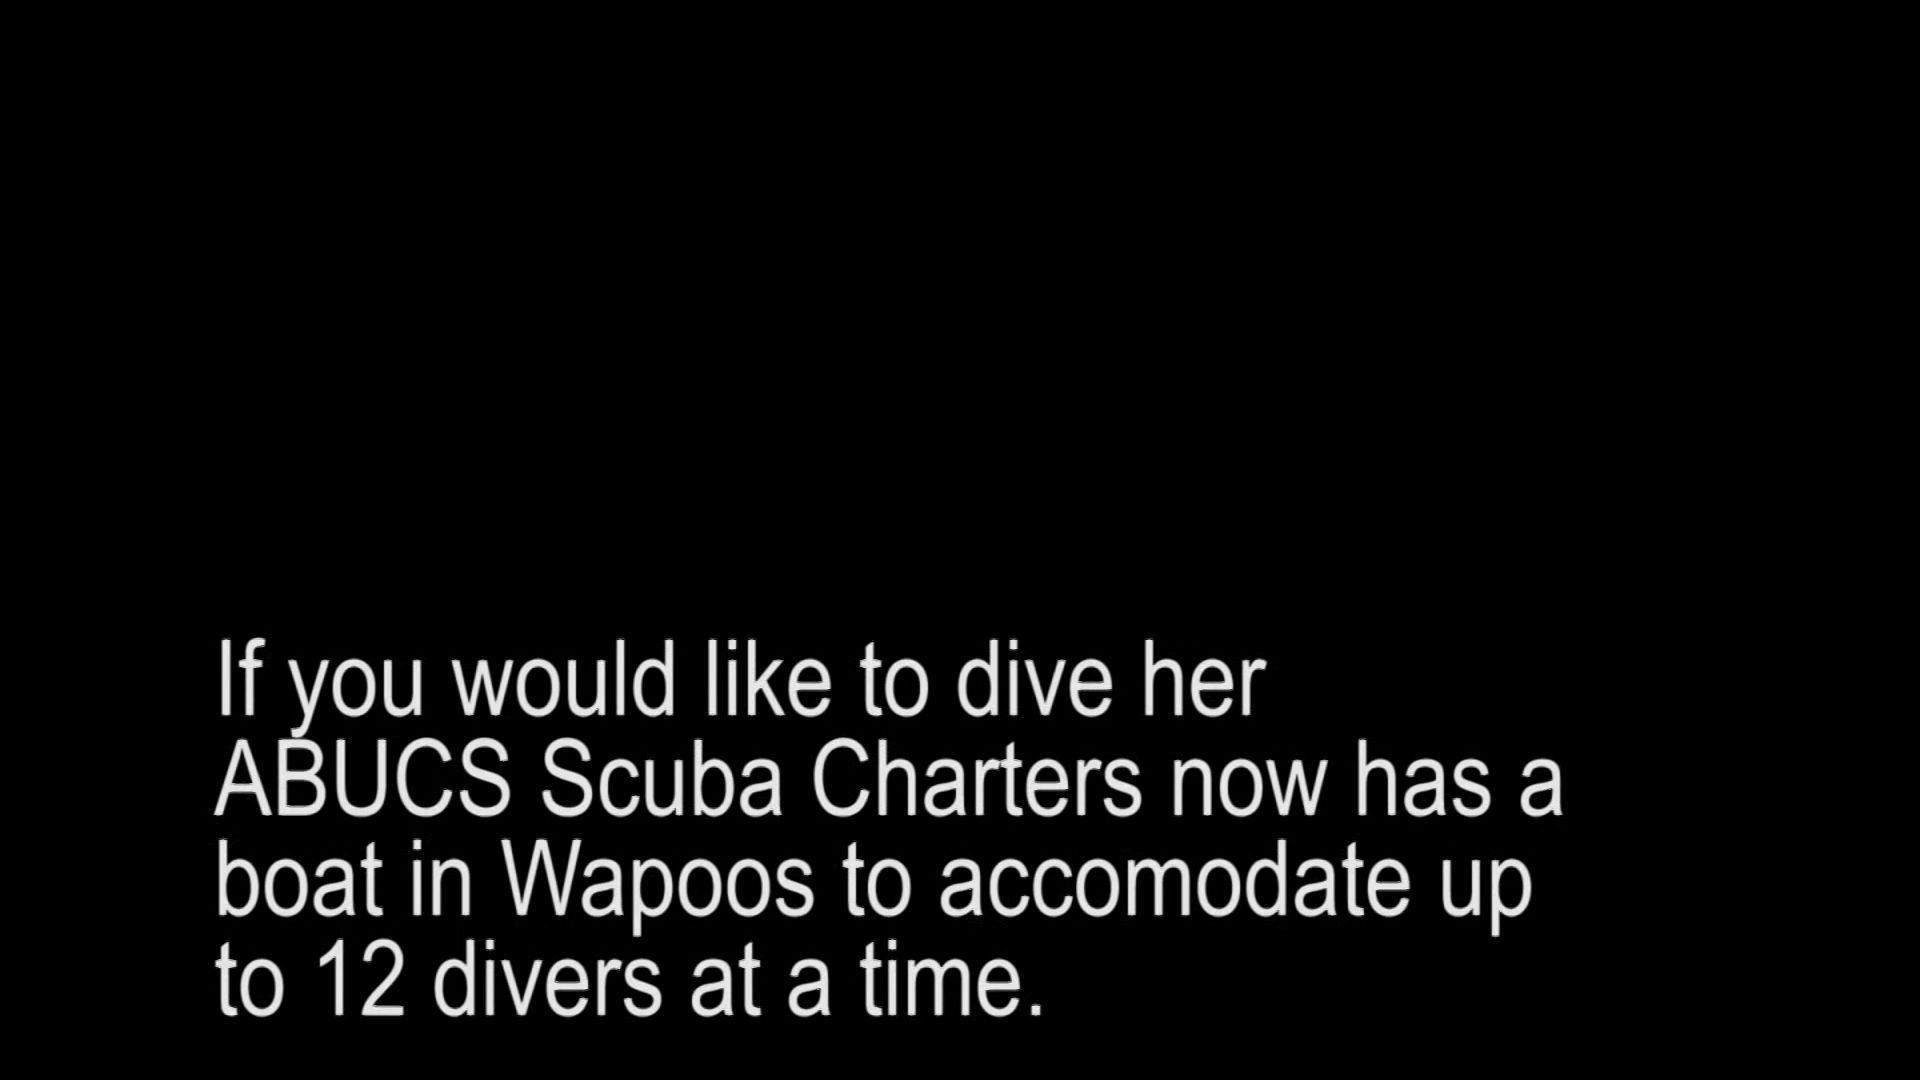 If you would like to dive her
ABUCS Scuba Charters now has a
boat in Wapoos to accomodate up
to 12 divers at a time.